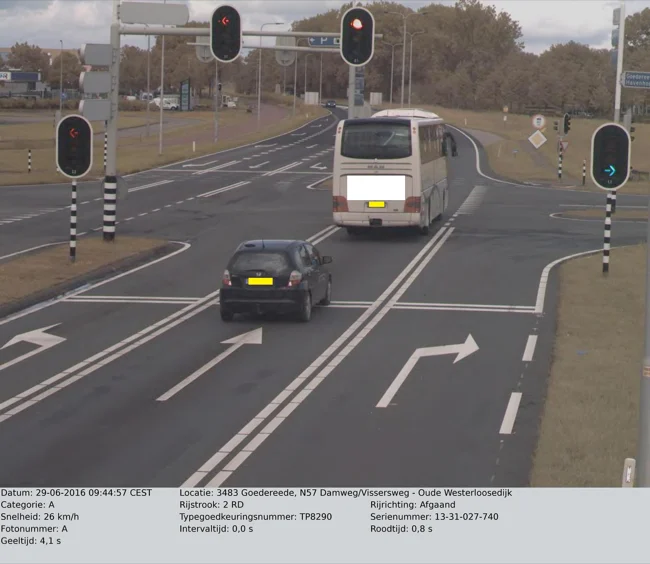 Datum: 29-06-2016 09:44:57 CEST
Locatie: 3483 Goedereede, N57 Damweg/Vissersweg - Oude Westerloosedijk
Categorie: A
Rijstrook: 2 RD
Rijrichting: Afgaand
Snelheid: 26 km/h
Typegoedkeuringsnummer: TP8290
Serienummer: 13-31-027-740
Fotonummer: A
Intervaltijd: 0,0 s
Roodtijd: 0,8 s
Geeltijd: 4,1 s